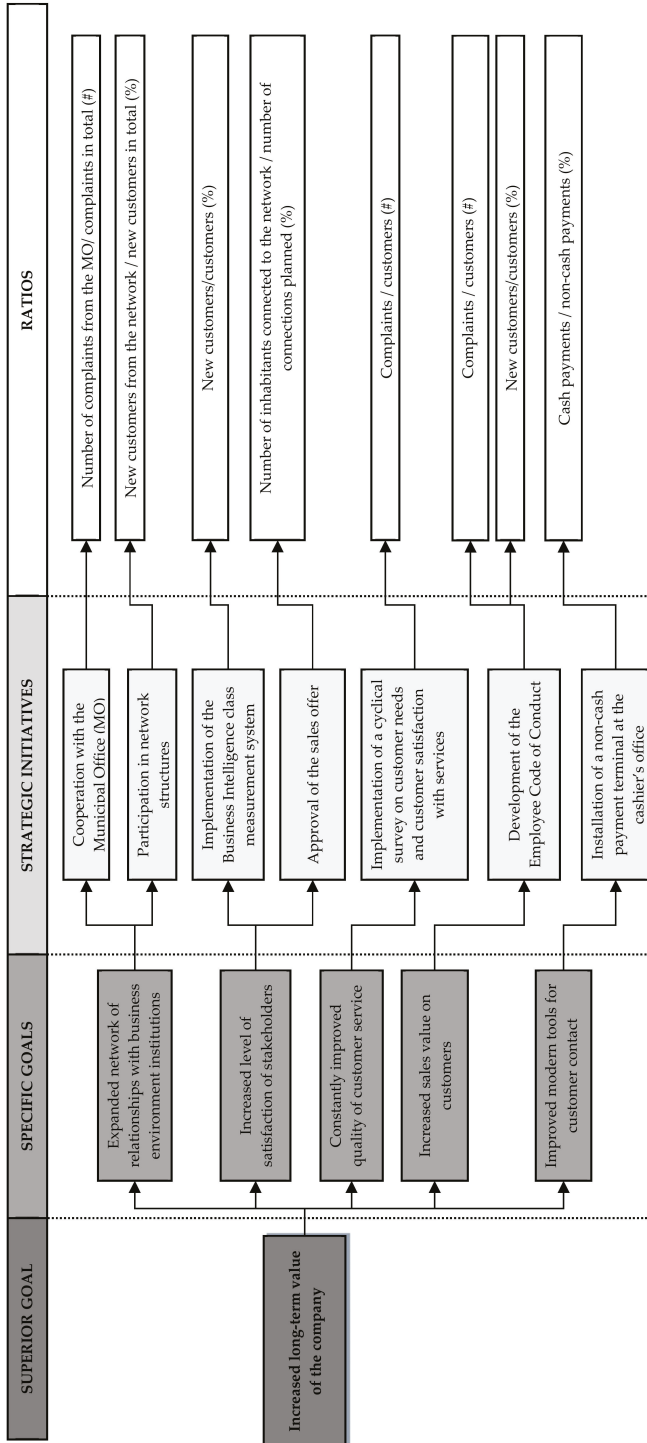 SUPERIOR GOAL
SPECIFIC GOALS
STRATEGIC INITIATIVES
RATIOS
Increased long-term value
of the company
Expanded network of
relationships with business
environment institutions
Increased level of
satisfaction of stakeholders
Constantly improved
quality of customer service
Increased sales value on
customers
Improved modern tools for
customer contact
Cooperation with the
Municipal Office (MO)
Participation in network
structures
Implementation of the
Business Intelligence class
measurement system
Approval of the sales offer
Implementation of a cyclical
survey on customer needs
and customer satisfaction
with services
Development of the
Employee Code of Conduct
Installation of a non-cash
payment terminal at the
cashier's office
Number of complaints from the MO/ complaints in total (#)
New customers from the network / new customers in total (%)
New customers/customers (%)
Number of inhabitants connected to the network / number of
connections planned (%)
Complaints / customers (#)
Complaints / customers (#)
New customers/customers (%)
Cash payments / non-cash payments (%)